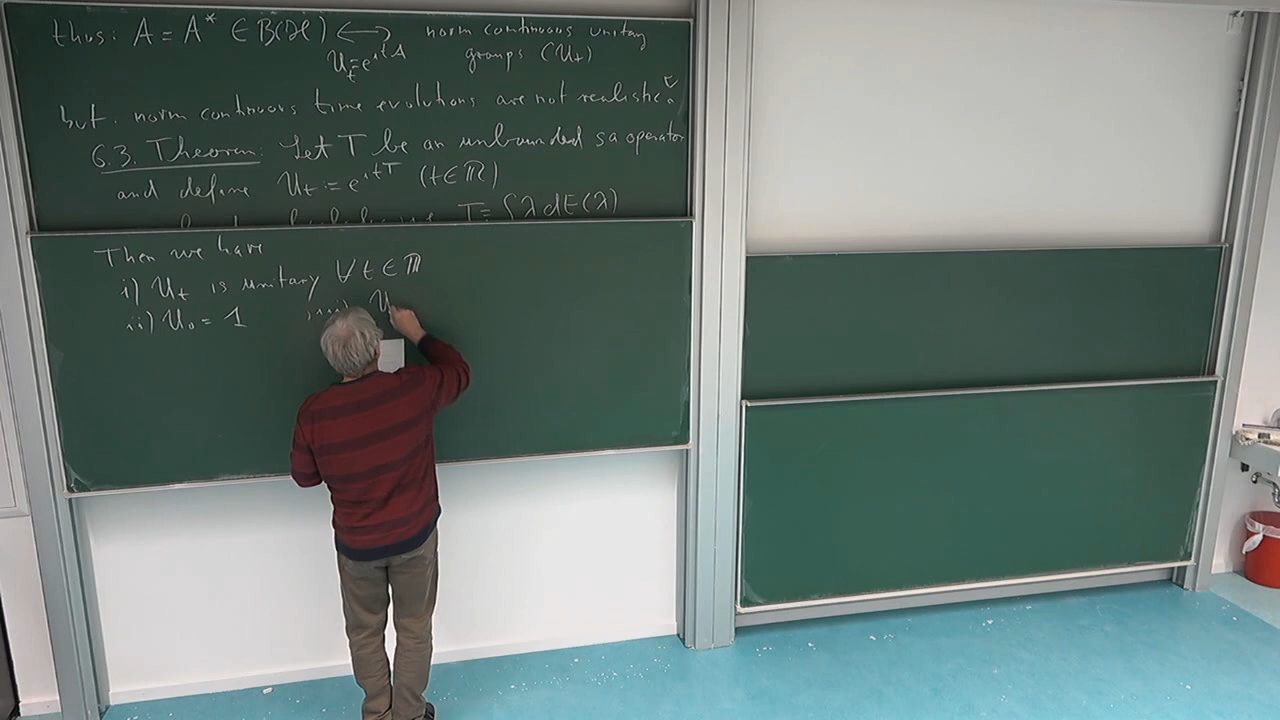 thus: A = A* ∈ B(ℋ) ⟷ norm continuous unitary
U_t = e^{itA} groups (U_t)
but: norm continuous time evolutions are not realistic!
6.3. Theorem: Let T be an unbounded sa operator
and define U_t := e^{itT} (t∈ℝ)
T = ∫λ dE(λ)
Then we have
i) U_t is unitary ∀ t ∈ ℝ
ii) U_0 = 1 iii) U